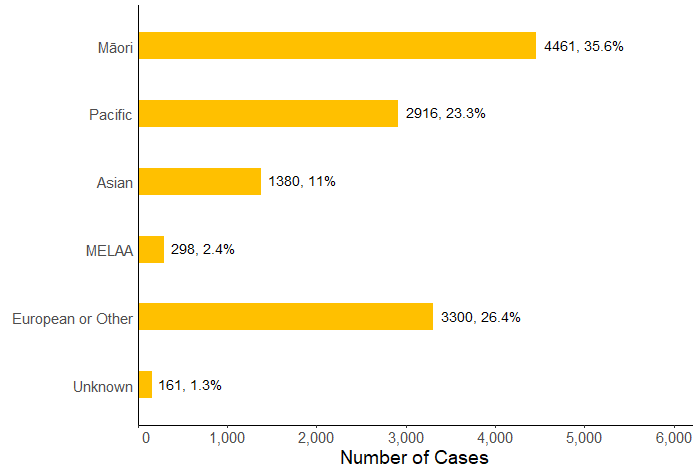 Māori 4461, 35.6%
Pacific 2916, 23.3%
Asian 1380, 11%
MELAA 298, 2.4%
European or Other 3300, 26.4%
Unknown 161, 1.3%
0 1,000 2,000 3,000 4,000 5,000 6,000
Number of Cases